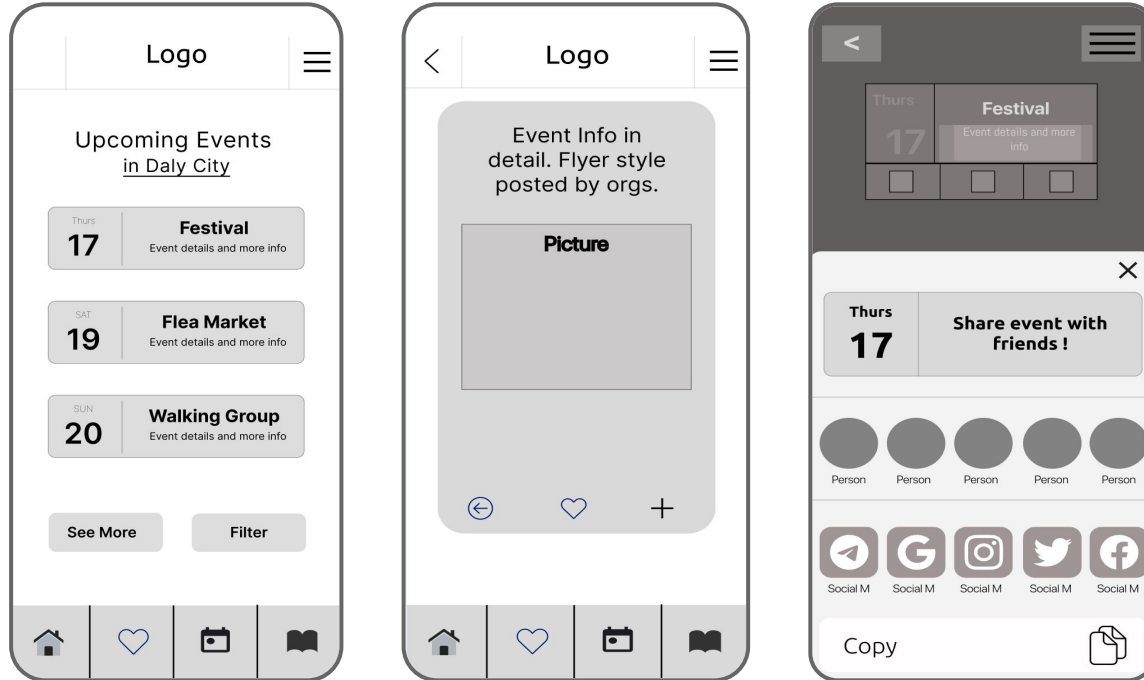 Logo
Upcoming Events
in Daly City
Thurs
17
Festival
Event details and more info
SAT
19
Flea Market
Event details and more info
SUN
20
Walking Group
Event details and more info
See More
Filter
Logo
Event Info in
detail. Flyer style
posted by orgs.
Picture
<
Thurs
17
Festival
Event details and more
info
Thurs
17
Share event with
friends !
Person
Person
Person
Person
Person
Social M
Social M
Social M
Social M
Social M
Copy